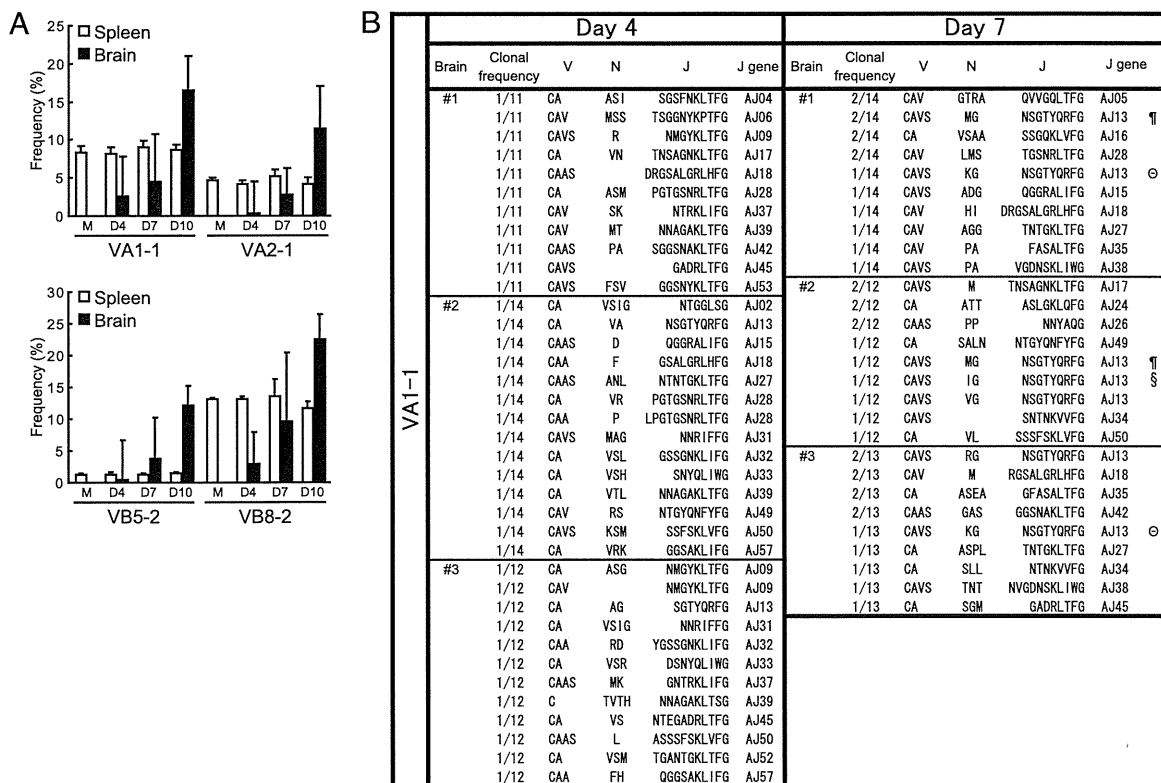 A
Spleen
Brain
Frequency (%)
25
20
15
10
5
0
M D4 D7 D10 M D4 D7 D10
VA1-1 VA2-1
Spleen
Brain
Frequency (%)
30
25
20
15
10
5
0
M D4 D7 D10 M D4 D7 D10
VB5-2 VB8-2
B
VA1-1
Day 4
Brain Clonal frequency V N J J gene
#1 1/11 CA ASI SGSFNKLTFG AJ04
1/11 CAV MSS TSGGNYKPTFG AJ06
1/11 CAVS R NMGYKLTFG AJ09
1/11 CA VN TNSAGNKLTFG AJ17
1/11 CAAS DRGSALGRLHFG AJ18
1/11 CA ASM PGTGSNRLTFG AJ28
1/11 CAV SK NTRKLIFG AJ37
1/11 CAV MT NNAGAKLTFG AJ39
1/11 CAAS PA SGGSNAKLTFG AJ42
1/11 CAVS GADRLTFG AJ45
1/11 CAVS FSV GGSNYKLTFG AJ53
#2 1/14 CA VSIG NTGGLSG AJ02
1/14 CA VA NSGTYQRFG AJ13
1/14 CAAS D QGGRALIFG AJ15
1/14 CAA F GSALGRLHFG AJ18
1/14 CAAS ANL NTNTGKLTFG AJ27
1/14 CA VR PGTGSNRLTFG AJ28
1/14 CAA P LPGTGSNRLTFG AJ28
1/14 CAVS MAG NNRIFFG AJ31
1/14 CA VSL GSSGNKLIFG AJ32
1/14 CA VSH SNYQLIWG AJ33
1/14 CA VTL NNAGAKLTFG AJ39
1/14 CAV RS NTGYQNFYFG AJ49
1/14 CAVS KSM SSFSKLVFG AJ50
1/14 CA VRK GGSAKLIFG AJ57
#3 1/12 CA ASG NMGYKLTFG AJ09
1/12 CAV NMGYKLTFG AJ09
1/12 CA AG SGTYQRFG AJ13
1/12 CA VSIG NNRIFFG AJ31
1/12 CAA RD YGSSGNKLIFG AJ32
1/12 CA VSR DSNYQLIWG AJ33
1/12 CAAS MK GNTRKLIFG AJ37
1/12 C TVTH NNAGAKLTSG AJ39
1/12 CA VS NTEGADRLTFG AJ45
1/12 CAAS L ASSSFSKLVFG AJ50
1/12 CA VSM TGANTGKLTFG AJ52
1/12 CAA FH QGGSAKLIFG AJ57
Day 7
Brain Clonal frequency V N J J gene
#1 2/14 CAV GTRA QVVGQLTFG AJ05
2/14 CAVS MG NSGTYQRFG AJ13 ¶
2/14 CA VSAA SSGQKLVFG AJ16
2/14 CAV LMS TGSNRLTFG AJ28
1/14 CAVS KG NSGTYQRFG AJ13 ⊙
1/14 CAVS ADG QGGRALIFG AJ15
1/14 CAV HI DRGSALGRLHFG AJ18
1/14 CAV AGG TNTGKLTFG AJ27
1/14 CAV PA FASALTFG AJ35
1/14 CAVS PA VGDNSKLIWG AJ38
#2 2/12 CAVS M TNSAGNKLTFG AJ17
2/12 CA ATT ASLGKLQFG AJ24
2/12 CAAS PP NNYAQG AJ26
1/12 CA SALN NTGYQNFYFG AJ49
1/12 CAVS MG NSGTYQRFG AJ13 ¶
1/12 CAVS IG NSGTYQRFG AJ13 §
1/12 CAVS VG NSGTYQRFG AJ13
1/12 CAVS SNTNKVVFG AJ34
1/12 CA VL SSSFSKLVFG AJ50
#3 2/13 CAVS RG NSGTYQRFG AJ13
2/13 CAV M RGSALGRLHFG AJ18
2/13 CA ASEA GFASALTFG AJ35
2/13 CAAS GAS GGSNAKLTFG AJ42
1/13 CAVS KG NSGTYQRFG AJ13 ⊙
1/13 CA ASPL TNTGKLTFG AJ27
1/13 CA SLL NTNKVVFG AJ34
1/13 CAVS TNT NVGDNSKLIWG AJ38
1/13 CA SGM GADRLTFG AJ45